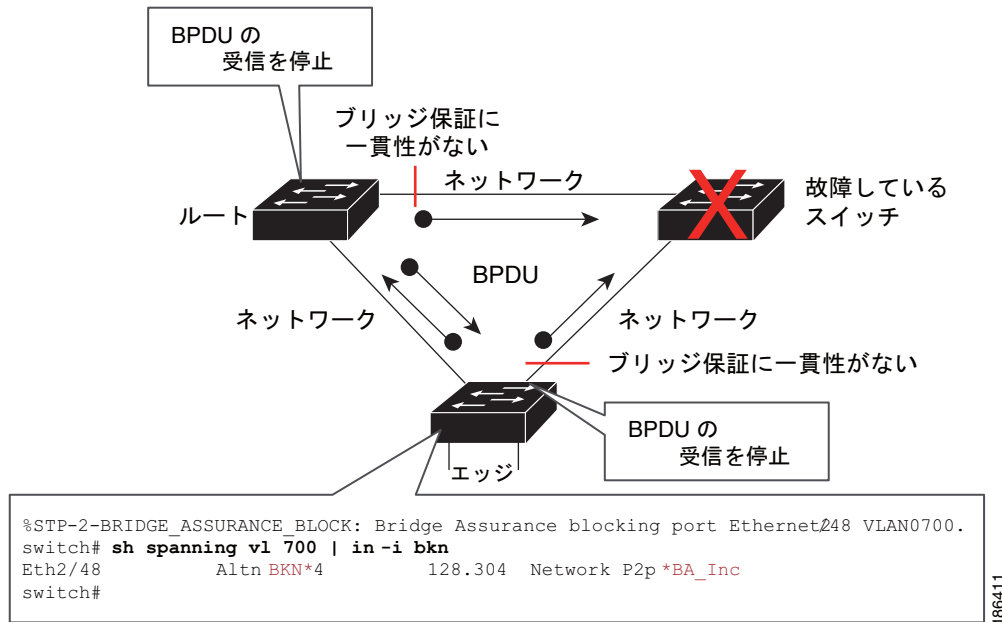 BPDU の
受信を停止
ブリッジ保証に
一貫性がない
ネットワーク
故障している
スイッチ
ルート
BPDU
ネットワーク
ネットワーク
ブリッジ保証に一貫性がない
BPDU の
受信を停止
エッジ
%STP-2-BRIDGE_ASSURANCE_BLOCK: Bridge Assurance blocking port Ethernet2/48 VLAN0700.
switch# sh spanning vl 700 | in -i bkn
Eth2/48 Altn BKN*4 128.304 Network P2p *BA_Inc
switch#
186411